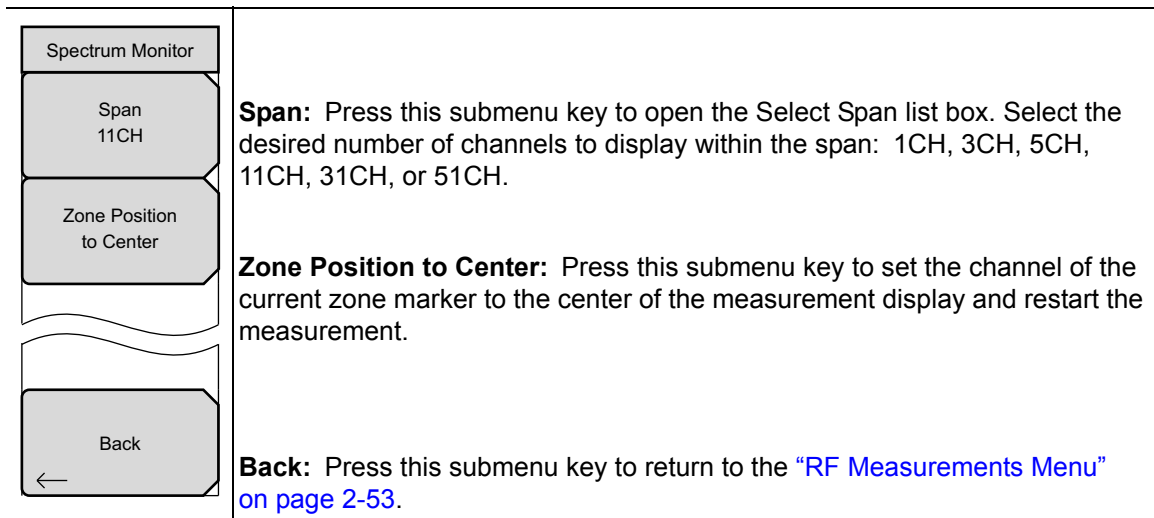 Spectrum Monitor
Span
11CH
Zone Position
to Center
Back
Span: Press this submenu key to open the Select Span list box. Select the
desired number of channels to display within the span: 1CH, 3CH, 5CH,
11CH, 31CH, or 51CH.
Zone Position to Center: Press this submenu key to set the channel of the
current zone marker to the center of the measurement display and restart the
measurement.
Back: Press this submenu key to return to the “RF Measurements Menu”
on page 2-53.